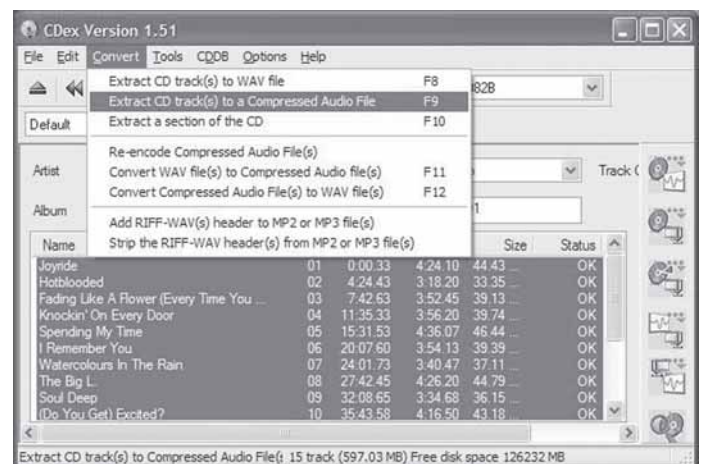 CDex Version 1.51
File Edit Convert Tools CDDB Options Help
Extract CD track(s) to WAV file F8
82B
Extract CD track(s) to a Compressed Audio File F9
Default
Extract a section of the CD F10
Re-encode Compressed Audio File(s)
Artist
Convert WAV file(s) to Compressed Audio file(s) F11
Track
Convert Compressed Audio File(s) to WAV file(s) F12
Album
Add RIFF-WAV(s) header to MP2 or MP3 file(s)
1
Strip the RIFF-WAV header(s) from MP2 or MP3 file(s)
Name Size Status
Joyride 01 0:00.33 4:24.10 44.43 ... OK
Hotblooded 02 4:24.43 3:18.20 33.35 ... OK
Fading Like A Flower (Every Time You ... 03 7:42.63 3:52.45 39.13 ... OK
Knockin' On Every Door 04 11:35.33 3:56.20 39.74 ... OK
Spending My Time 05 15:31.53 4:36.07 46.44 ... OK
I Remember You 06 20:07.60 3:54.13 39.39 ... OK
Watercolours In The Rain 07 24:01.73 3:40.47 37.11 ... OK
The Big L. 08 27:42.45 4:26.20 44.79 ... OK
Soul Deep 09 32:08.65 3:34.68 36.15 ... OK
(Do You Get) Excited? 10 35:43.58 4:16.50 43.18 ... OK
Extract CD track(s) to Compressed Audio File(s 15 track (597.03 MB) Free disk space 126232 MB